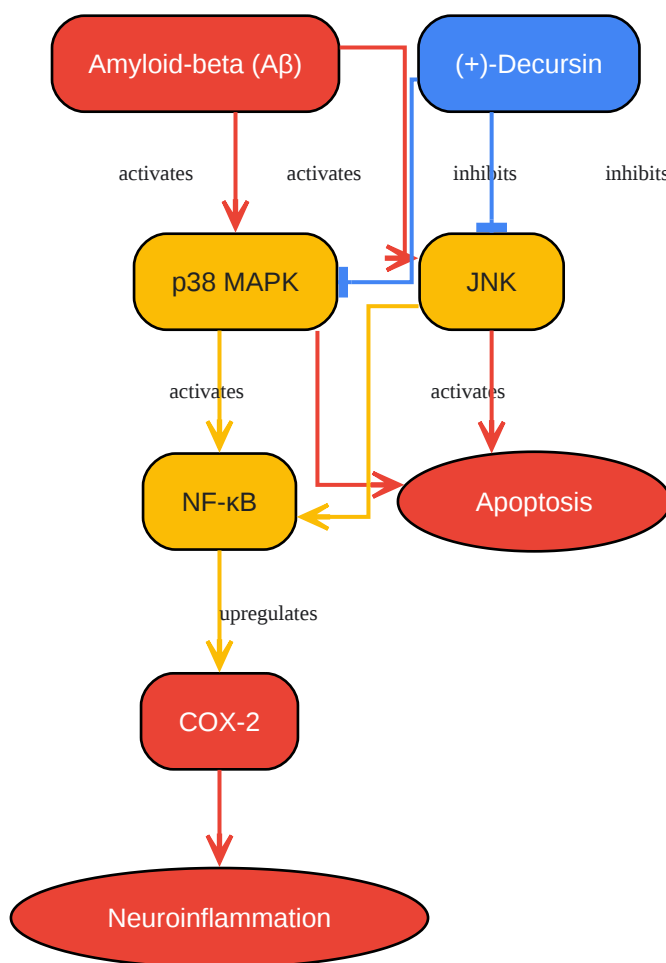 Amyloid-beta (Aβ)
(+)-Decursin
activates
activates
inhibits
inhibits
p38 MAPK
JNK
activates
activates
NF-κB
Apoptosis
upregulates
COX-2
Neuroinflammation